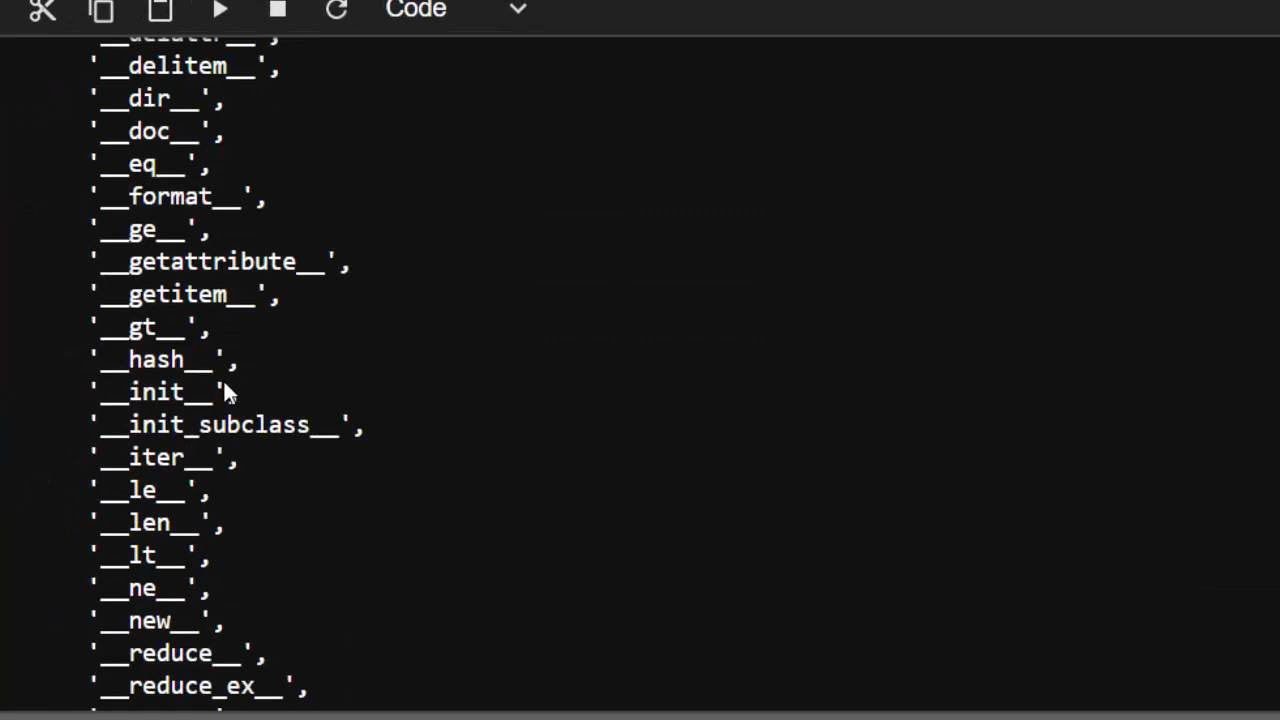 Code
'__delattr__',
'__delitem__',
'__dir__',
'__doc__',
'__eq__',
'__format__',
'__ge__',
'__getattribute__',
'__getitem__',
'__gt__',
'__hash__',
'__init__'
'__init_subclass__',
'__iter__',
'__le__',
'__len__',
'__lt__',
'__ne__',
'__new__',
'__reduce__',
'__reduce_ex__',